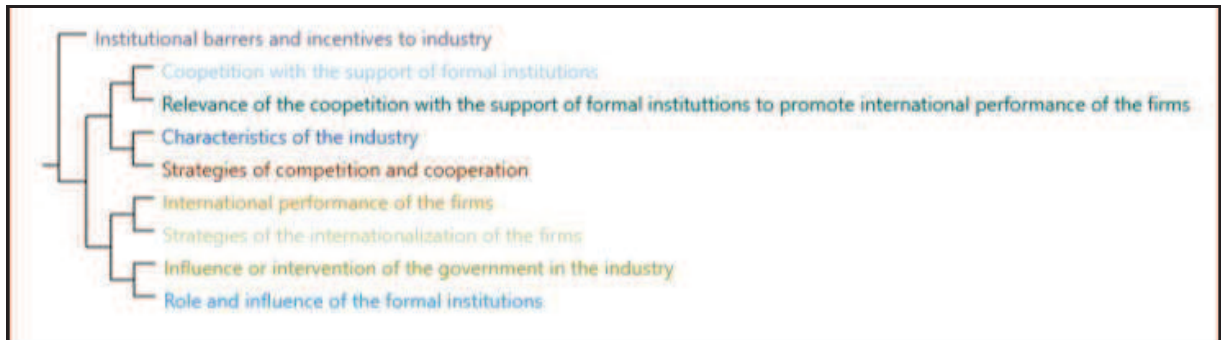 Institutional barrers and incentives to industry
Coopetition with the support of formal institutions
Relevance of the coopetition with the support of formal instituttions to promote international performance of the firms
Characteristics of the industry
Strategies of competition and cooperation
International performance of the firms
Strategies of the internationalization of the firms
Influence or intervention of the government in the industry
Role and influence of the formal institutions